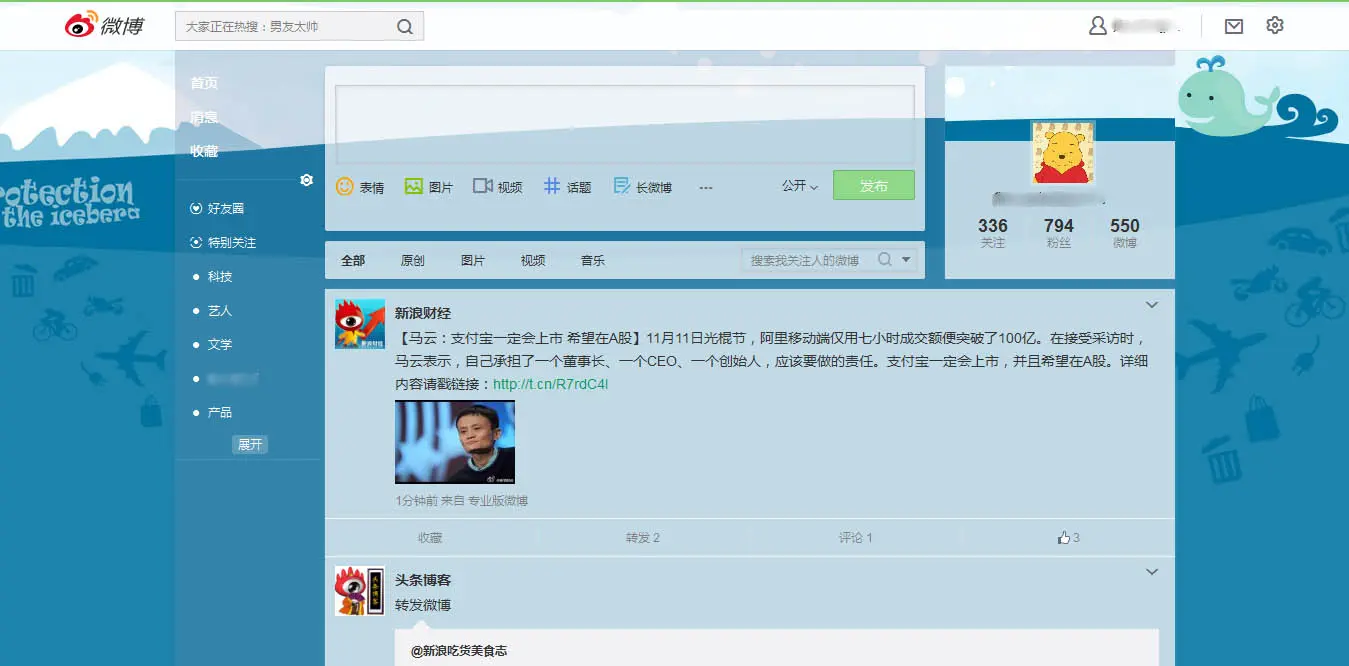 微博
大家正在热搜：男友太帅
首页
消息
收藏
好友圈
特别关注
科技
艺人
文学
产品
展开
otection
the iceberg
表情 图片 视频 话题 长微博 ... 公开 发布
全部 原创 图片 视频 音乐 搜索我关注人的微博
336 794 550
关注 粉丝 微博
新浪财经
【马云：支付宝一定会上市 希望在A股】11月11日光棍节，阿里移动端仅用七小时成交额便突破了100亿。在接受采访时，
马云表示，自己承担了一个董事长、一个CEO、一个创始人，应该要做的责任。支付宝一定会上市，并且希望在A股。详细
内容请戳链接：http://t.cn/R7rdC4l
1分钟前 来自 专业版微博
收藏 转发 2 评论 1 3
头条博客
转发微博
@新浪吃货美食志